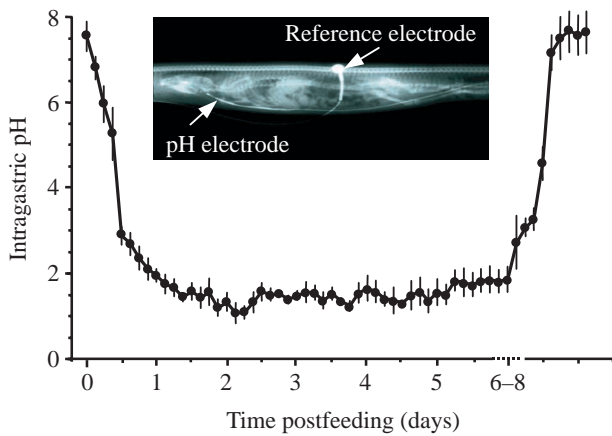 8
6
4
2
0
Intragastric pH
Reference electrode
pH electrode
0 1 2 3 4 5 6–8
Time postfeeding (days)